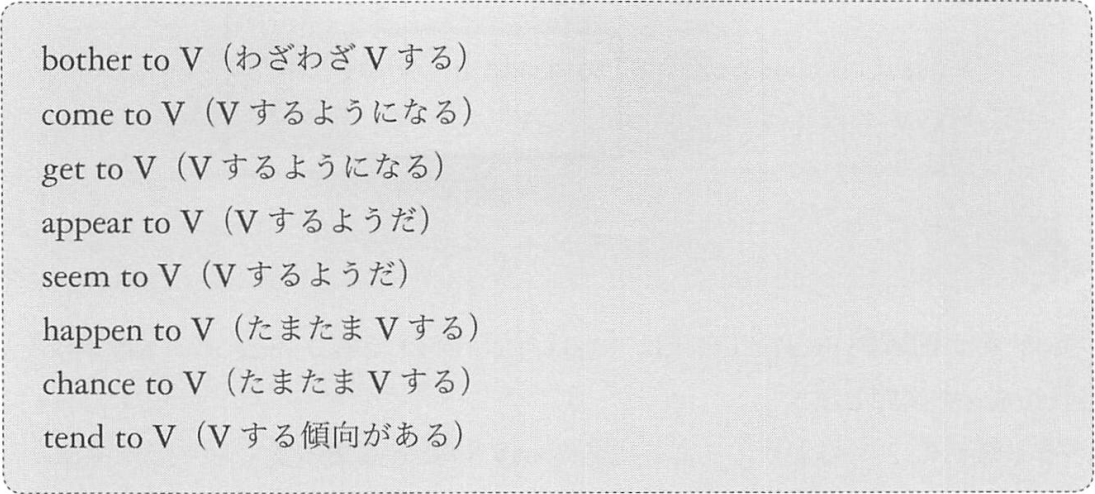 bother to V（わざわざ V する）
come to V（V するようになる）
get to V（V するようになる）
appear to V（V するようだ）
seem to V（V するようだ）
happen to V（たまたま V する）
chance to V（たまたま V する）
tend to V（V する傾向がある）